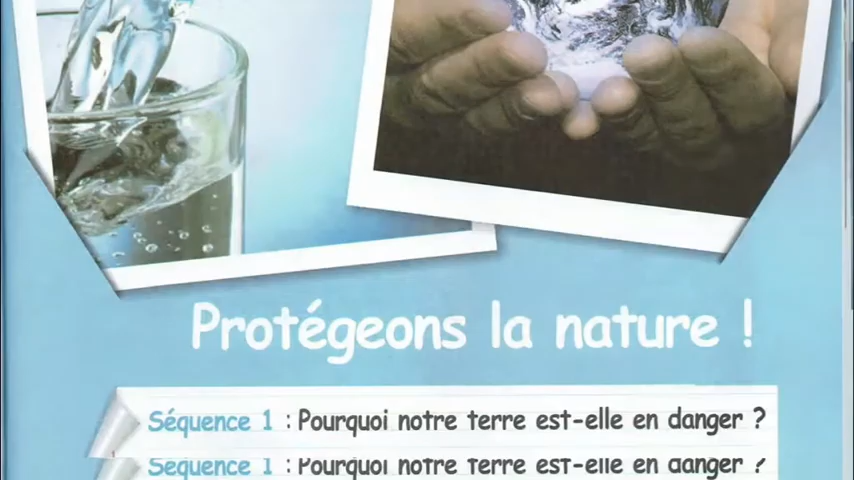 Protégeons la nature !
Séquence 1 : Pourquoi notre terre est-elle en danger ?
Séquence 1 : Pourquoi notre terre est-elle en danger ?